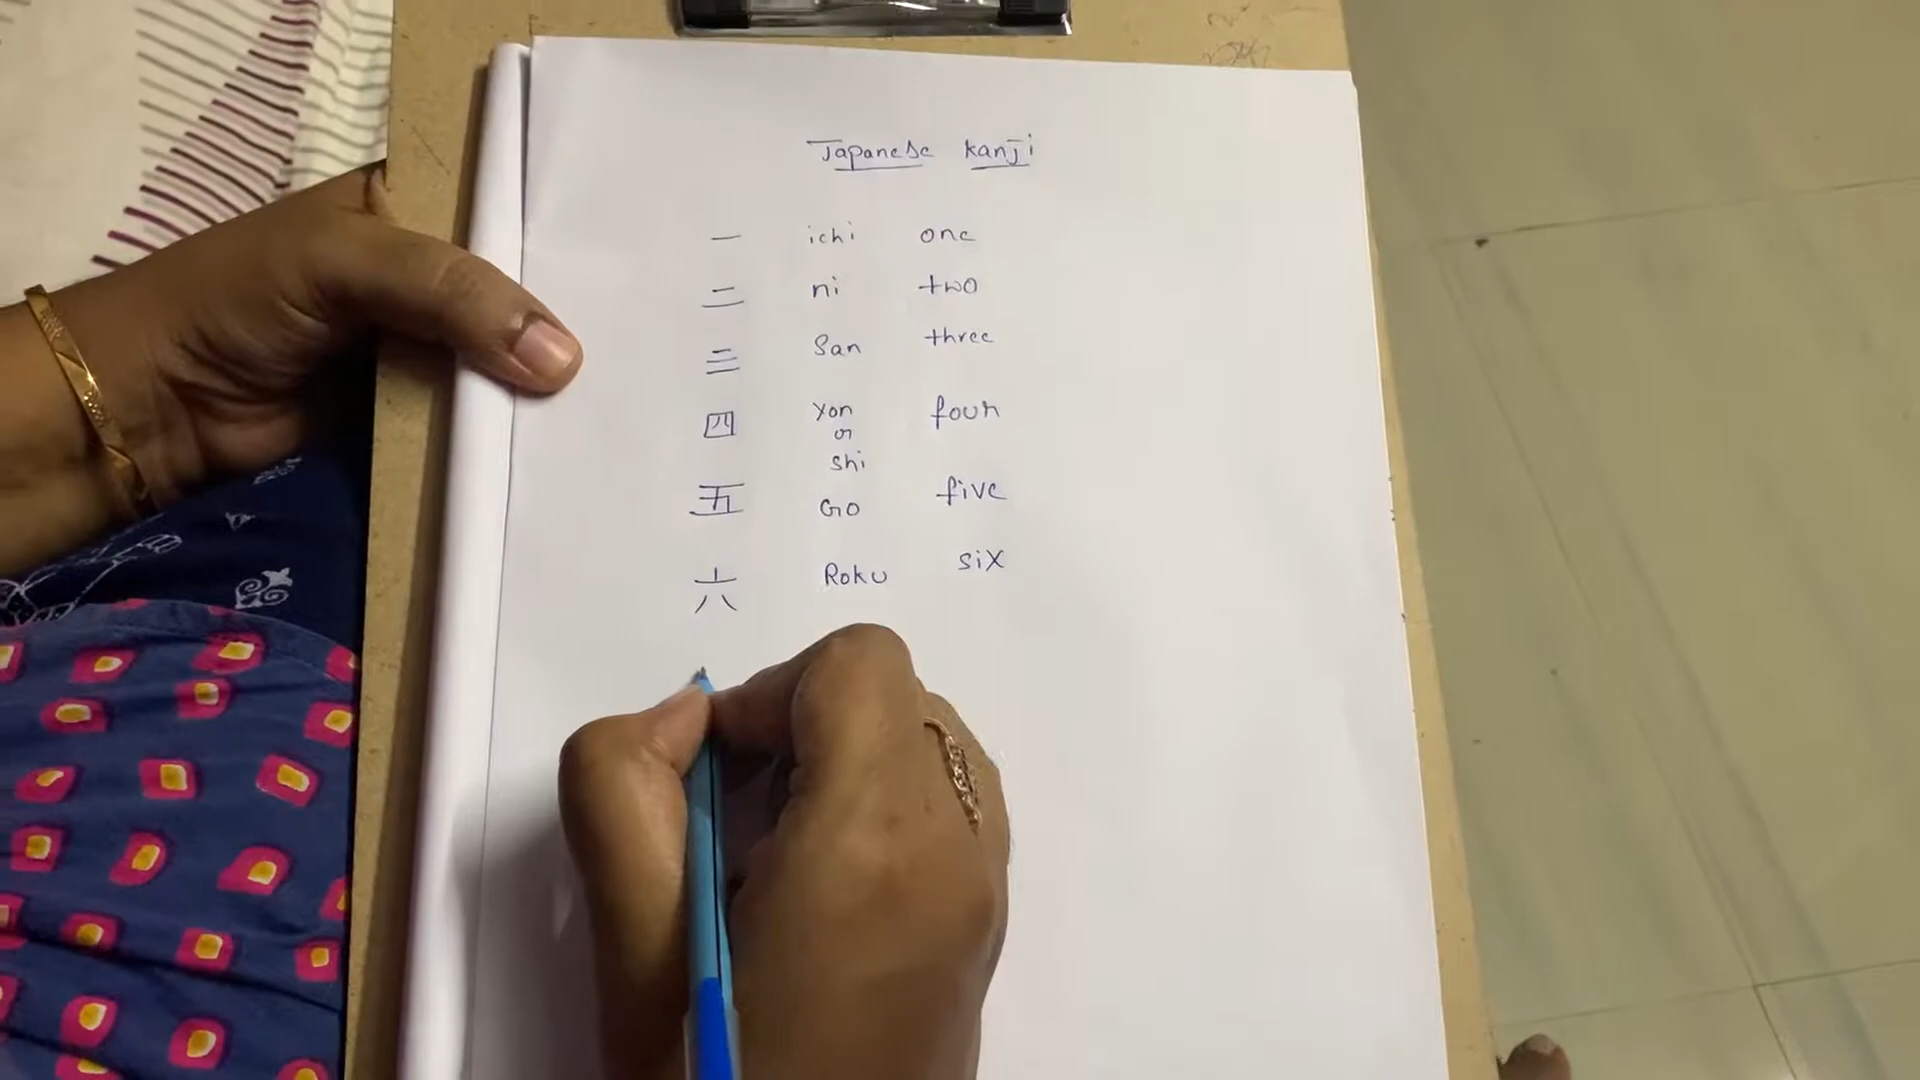 Japanese Kanji
一 ichi one
二 ni two
三 San three
四 Yon four
or
shi
五 Go five
六 Roku six